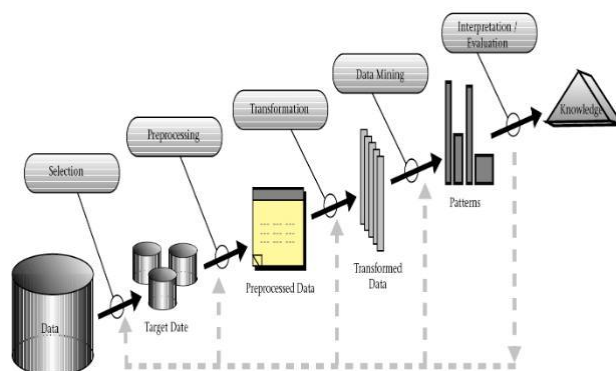 Interpretation /
Evaluation
Data Mining
Transformation
Preprocessing
Selection
Knowledge
Patterns
Transformed
Data
Preprocessed Data
Target Date
Data